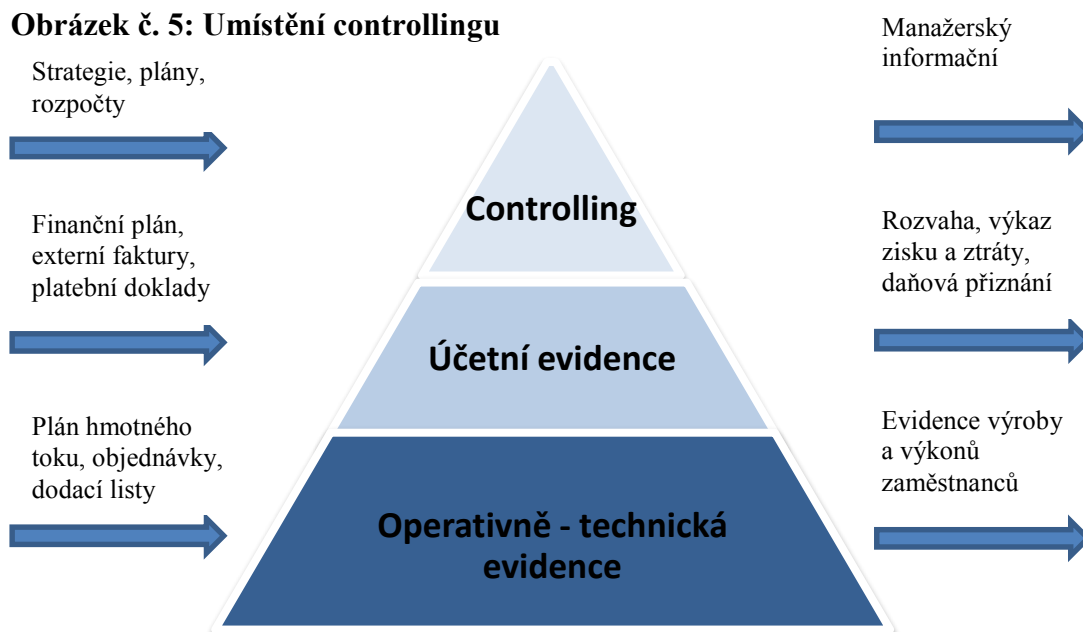 Obrázek č. 5: Umístění controllingu
Strategie, plány,
rozpočty
Manažerský
informační
Controlling
Finanční plán,
externí faktury,
platební doklady
Rozvaha, výkaz
zisku a ztráty,
daňová přiznání
Účetní evidence
Plán hmotného
toku, objednávky,
dodací listy
Evidence výroby
a výkonů
zaměstnanců
Operativně - technická
evidence